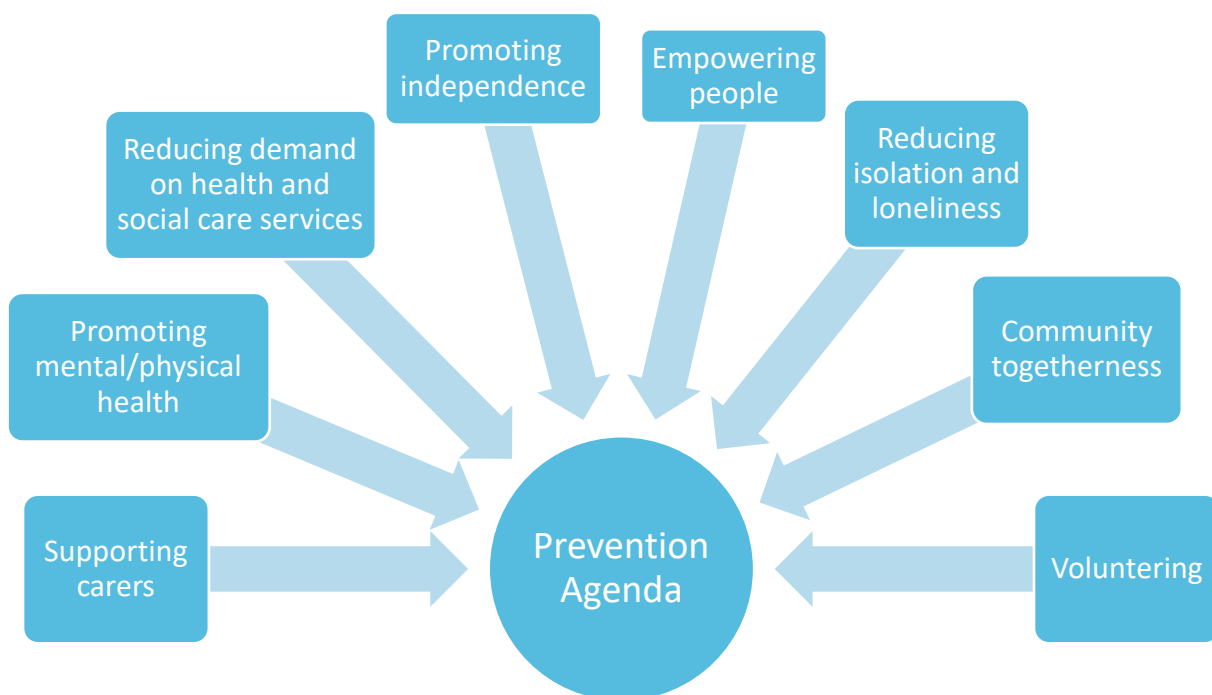 Promoting
independence
Empowering
people
Reducing demand
on health and
social care services
Reducing
isolation and
loneliness
Promoting
mental/physical
health
Community
togetherness
Supporting
carers
Prevention
Agenda
Voluntering